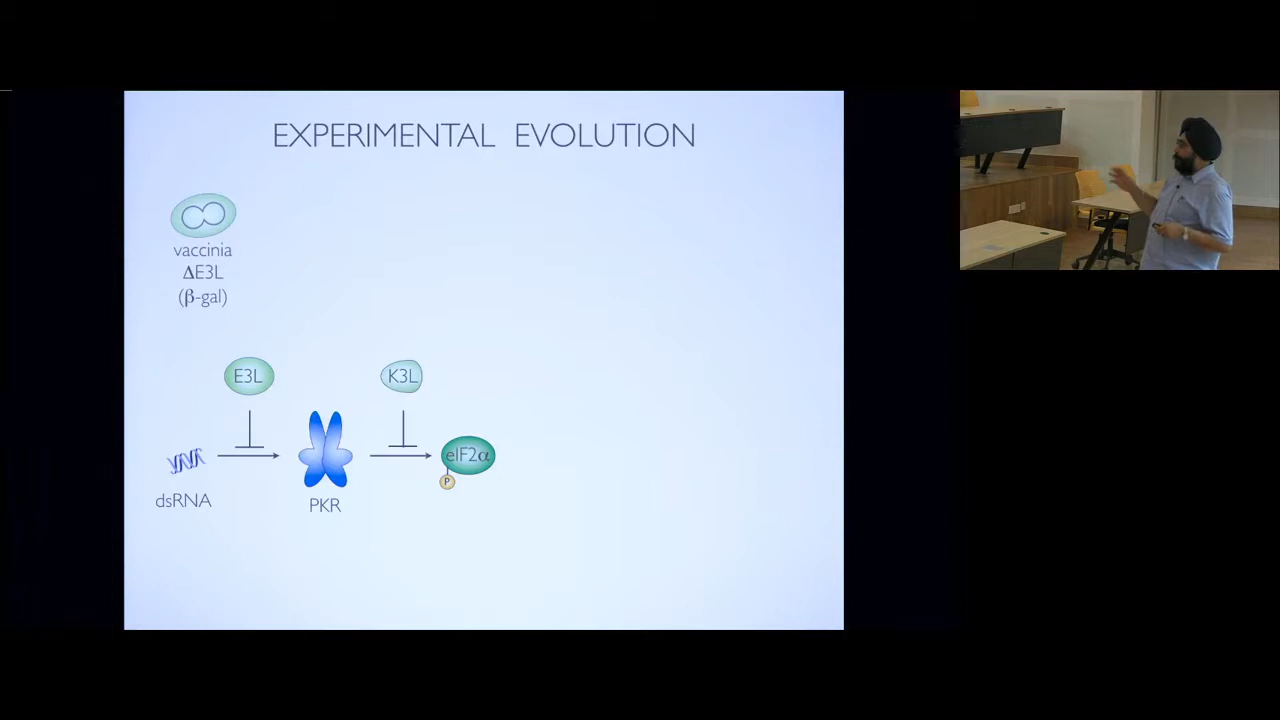 EXPERIMENTAL EVOLUTION
vaccinia
ΔE3L
(β-gal)
E3L
K3L
eIF2α
P
dsRNA
PKR